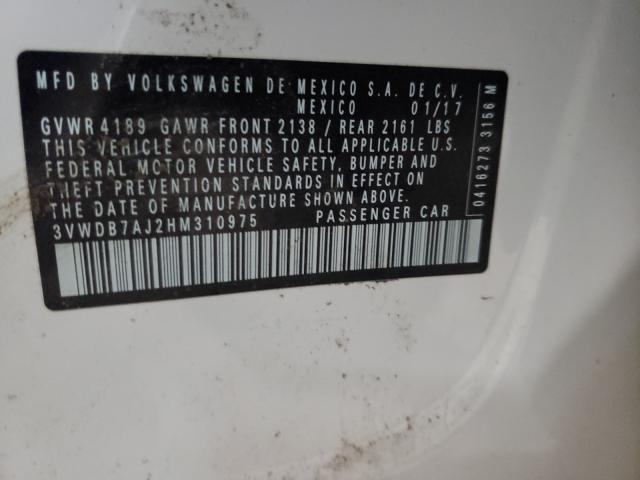 MFD BY VOLKSWAGEN DE MEXICO S.A. DE C.V.
MEXICO 01/17
GVWR 4189 GAWR FRONT 2138 / REAR 2161 LBS
THIS VEHICLE CONFORMS TO ALL APPLICABLE U.S.
FEDERAL MOTOR VEHICLE SAFETY, BUMPER AND
THEFT PREVENTION STANDARDS IN EFFECT ON
THE DATE OF MANUFACTURE SHOWN ABOVE.
3VWDB7AJ2HM310975 PASSENGER CAR
0416273 3156 M